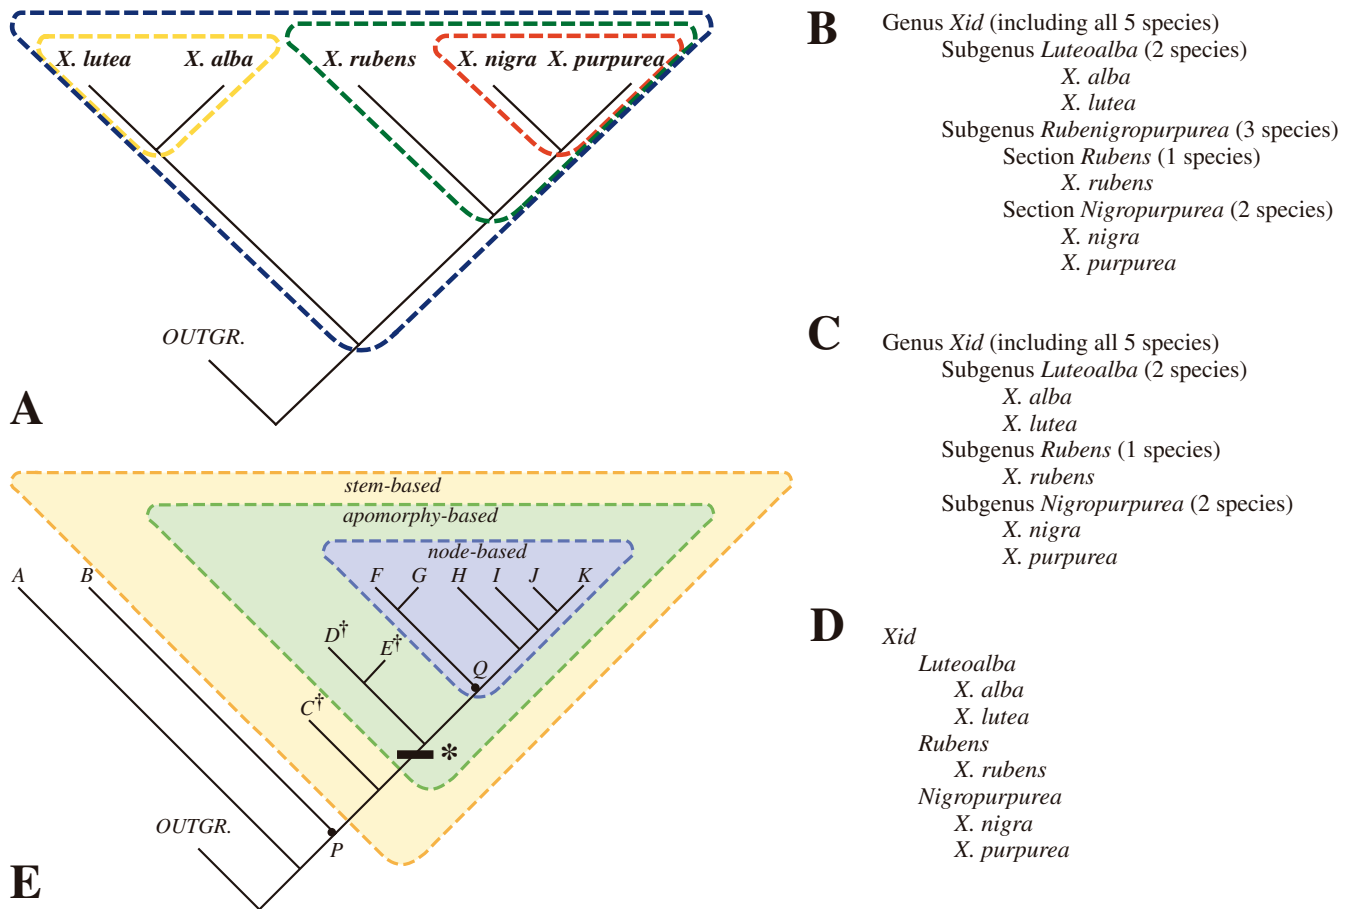 X. lutea X. alba X. rubens X. nigra X. purpurea
OUTGR.
A
B
Genus Xid (including all 5 species)
Subgenus Luteoalba (2 species)
X. alba
X. lutea
Subgenus Rubenigropurpurea (3 species)
Section Rubens (1 species)
X. rubens
Section Nigropurpurea (2 species)
X. nigra
X. purpurea
C
Genus Xid (including all 5 species)
Subgenus Luteoalba (2 species)
X. alba
X. lutea
Subgenus Rubens (1 species)
X. rubens
Subgenus Nigropurpurea (2 species)
X. nigra
X. purpurea
D
Xid
Luteoalba
X. alba
X. lutea
Rubens
X. rubens
Nigropurpurea
X. nigra
X. purpurea
stem-based
apomorphy-based
node-based
A B F G H I J K
D†
E†
Q
C†
*
OUTGR.
P
E